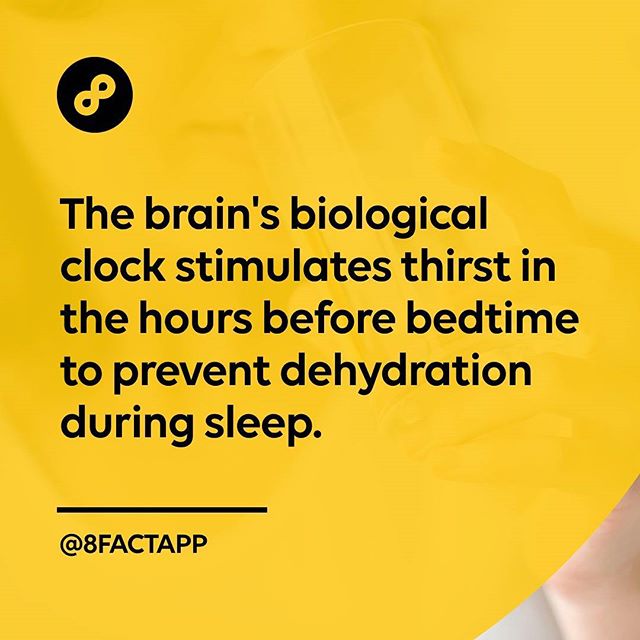 The brain's biological
clock stimulates thirst in
the hours before bedtime
to prevent dehydration
during sleep.
@8FACTAPP